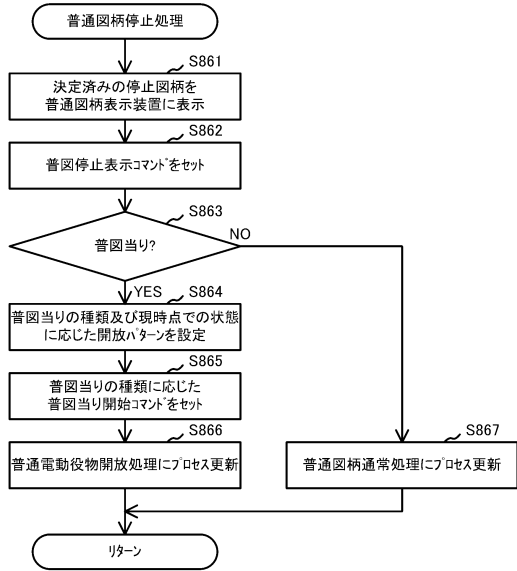 普通図柄停止処理
S861
決定済みの停止図柄を
普通図柄表示装置に表示
S862
普図停止表示ｺﾏﾝﾄﾞをｾｯﾄ
S863
普図当り?
NO
YES
S864
普図当りの種類及び現時点での状態
に応じた開放ﾊﾟﾀｰﾝを設定
S865
普図当りの種類に応じた
普図当り開始ｺﾏﾝﾄﾞをｾｯﾄ
S866
普通電動役物開放処理にﾌﾟﾛｾｽ更新
S867
普通図柄通常処理にﾌﾟﾛｾｽ更新
ﾘﾀｰﾝ